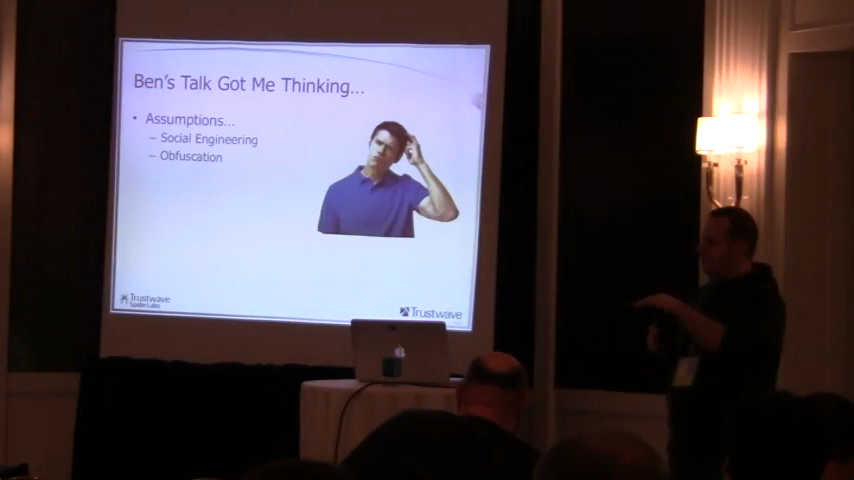 Ben's Talk Got Me Thinking...
• Assumptions...
– Social Engineering
– Obfuscation
Trustwave
SpiderLabs
Trustwave